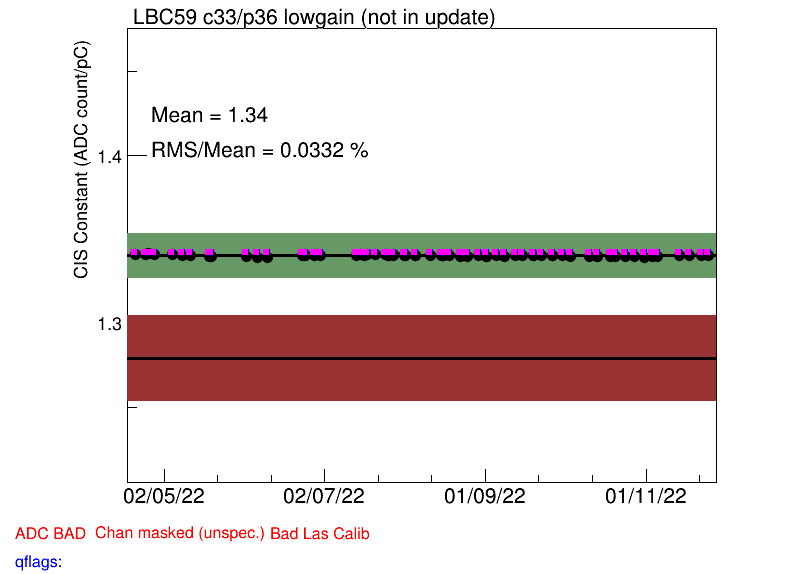 LBC59 c33/p36 lowgain (not in update)
CIS Constant (ADC count/pC)
Mean = 1.34
RMS/Mean = 0.0332 %
1.4
1.3
02/05/22 02/07/22 01/09/22 01/11/22
ADC BAD Chan masked (unspec.) Bad Las Calib
qflags: